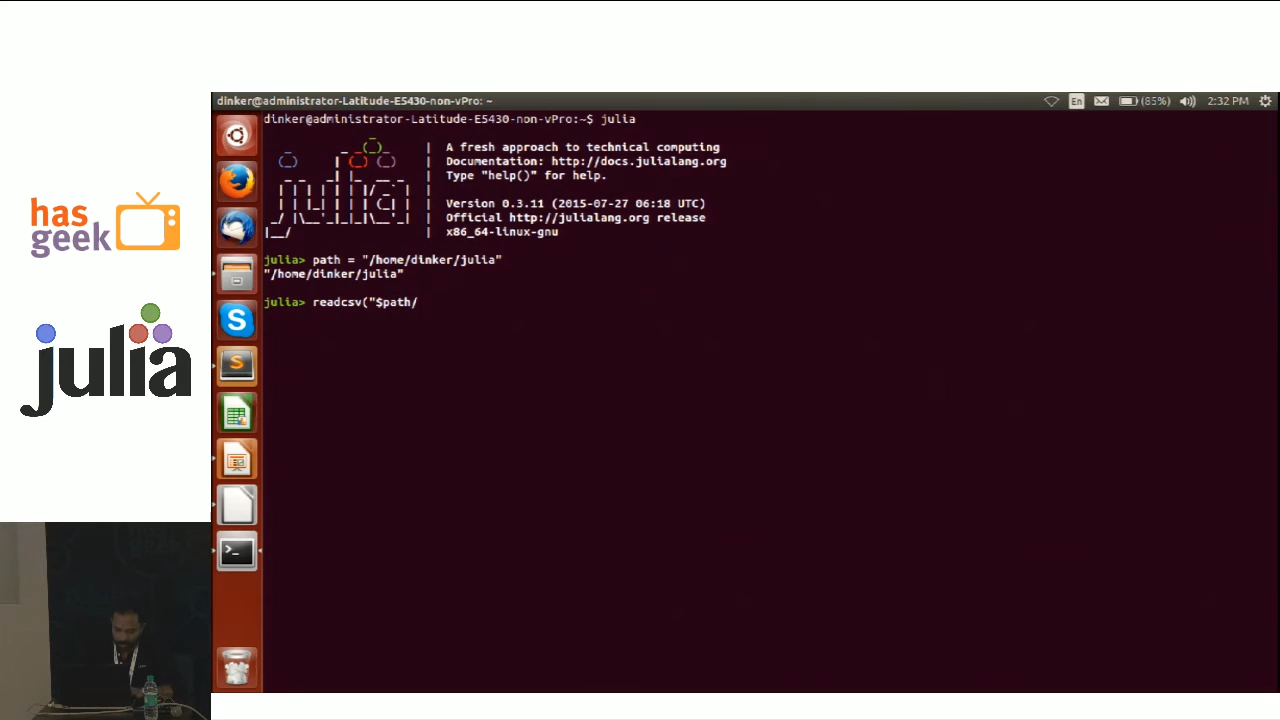 dinker@administrator-Latitude-E5430-non-vPro: ~
En
(85%)
2:32 PM
dinker@administrator-Latitude-E5430-non-vPro:~$ julia
A fresh approach to technical computing
Documentation: http://docs.julialang.org
Type "help()" for help.
Version 0.3.11 (2015-07-27 06:18 UTC)
Official http://julialang.org release
x86_64-linux-gnu
julia> path = "/home/dinker/julia"
"/home/dinker/julia"
julia> readcsv("$path/
has
geek
julia
S
S
>_